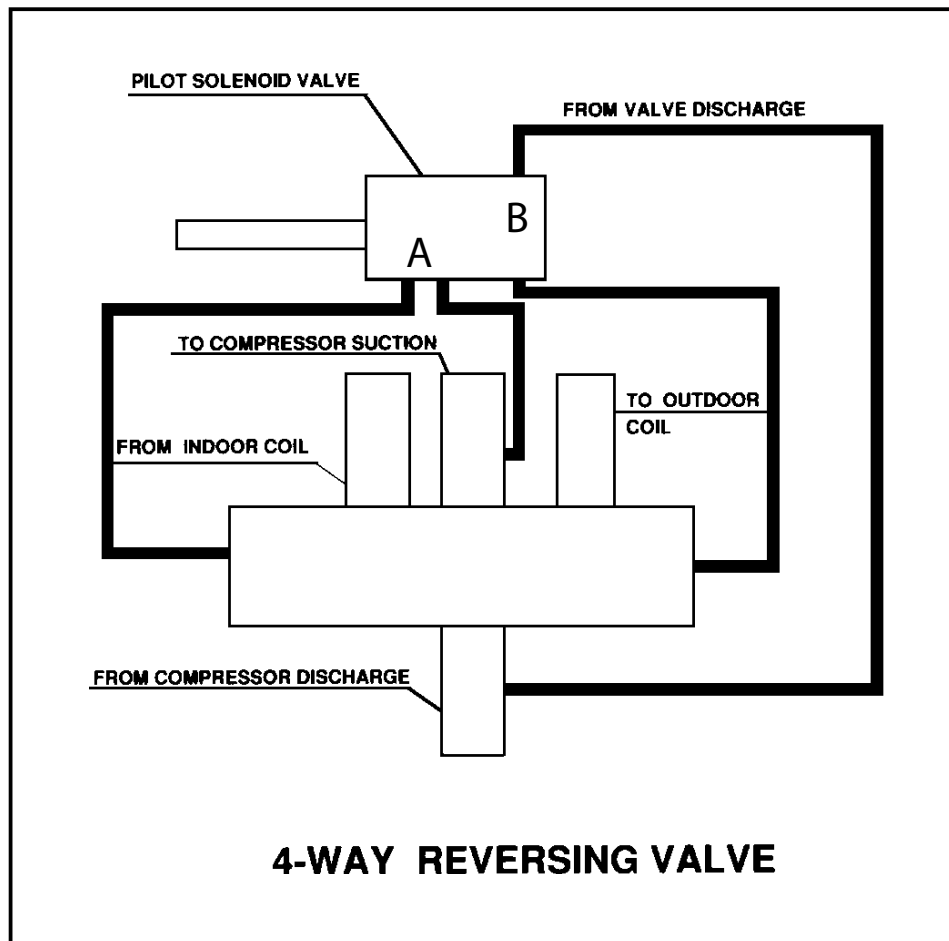 PILOT SOLENOID VALVE
FROM VALVE DISCHARGE
B
A
TO COMPRESSOR SUCTION
TO OUTDOOR
COIL
FROM INDOOR COIL
FROM COMPRESSOR DISCHARGE
4-WAY REVERSING VALVE